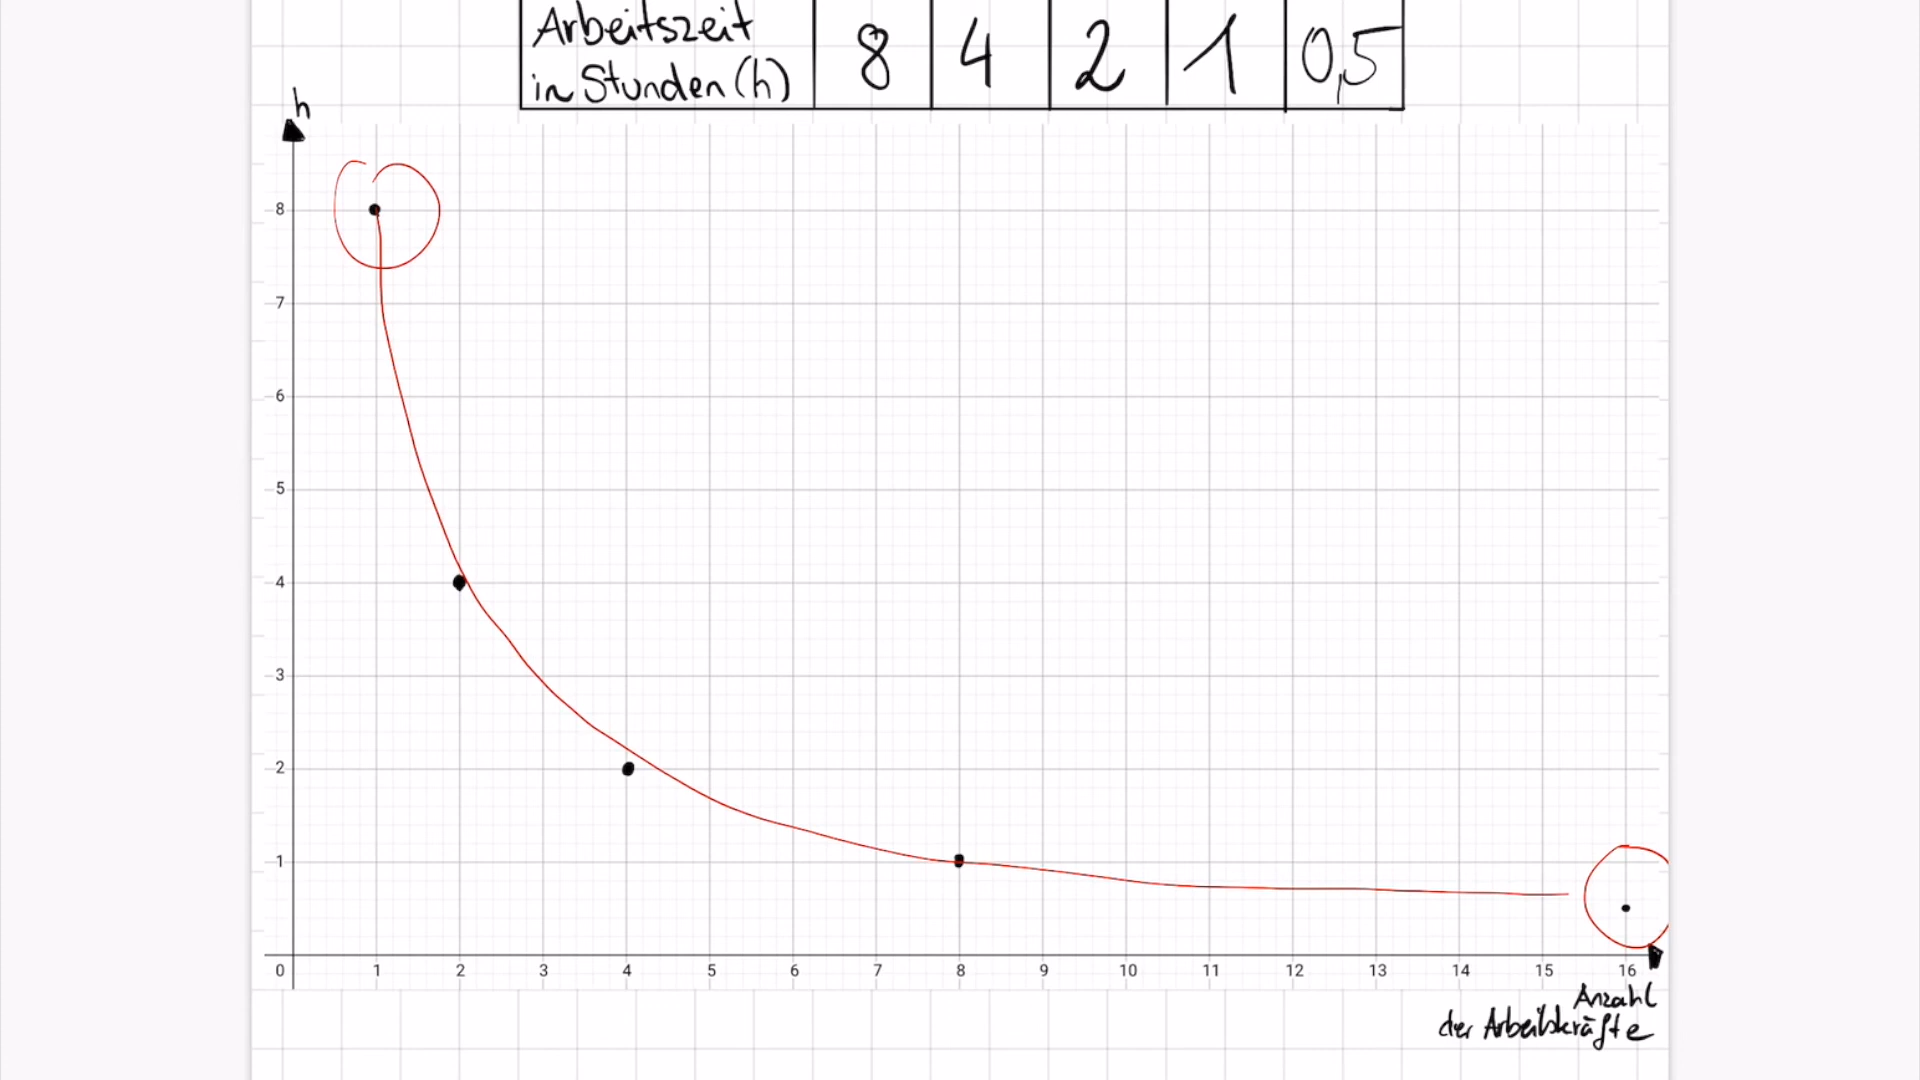 Arbeitszeit
in Stunden (h)
8 4 2 1 0,5
h
8
7
6
5
4
3
2
1
0 1 2 3 4 5 6 7 8 9 10 11 12 13 14 15 16
Anzahl
der Arbeitskräfte